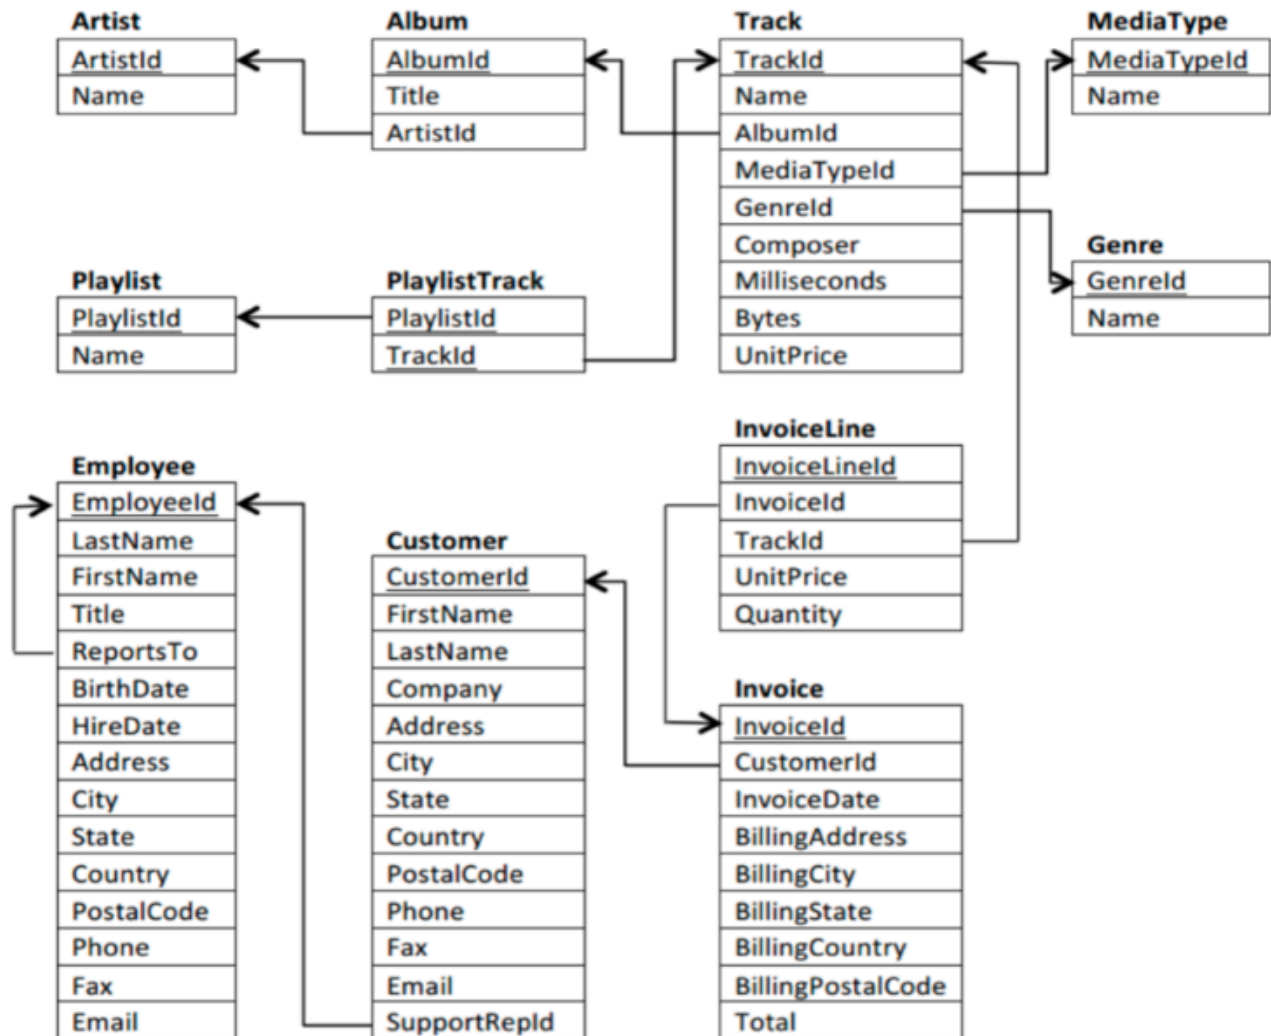 Artist
ArtistId
Name
Album
AlbumId
Title
ArtistId
Track
TrackId
Name
AlbumId
MediaTypeId
GenreId
Composer
Milliseconds
Bytes
UnitPrice
MediaType
MediaTypeId
Name
Genre
GenreId
Name
Playlist
PlaylistId
Name
PlaylistTrack
PlaylistId
TrackId
InvoiceLine
InvoiceLineId
InvoiceId
TrackId
UnitPrice
Quantity
Employee
EmployeeId
LastName
FirstName
Title
ReportsTo
BirthDate
HireDate
Address
City
State
Country
PostalCode
Phone
Fax
Email
Customer
CustomerId
FirstName
LastName
Company
Address
City
State
Country
PostalCode
Phone
Fax
Email
SupportRepId
Invoice
InvoiceId
CustomerId
InvoiceDate
BillingAddress
BillingCity
BillingState
BillingCountry
BillingPostalCode
Total